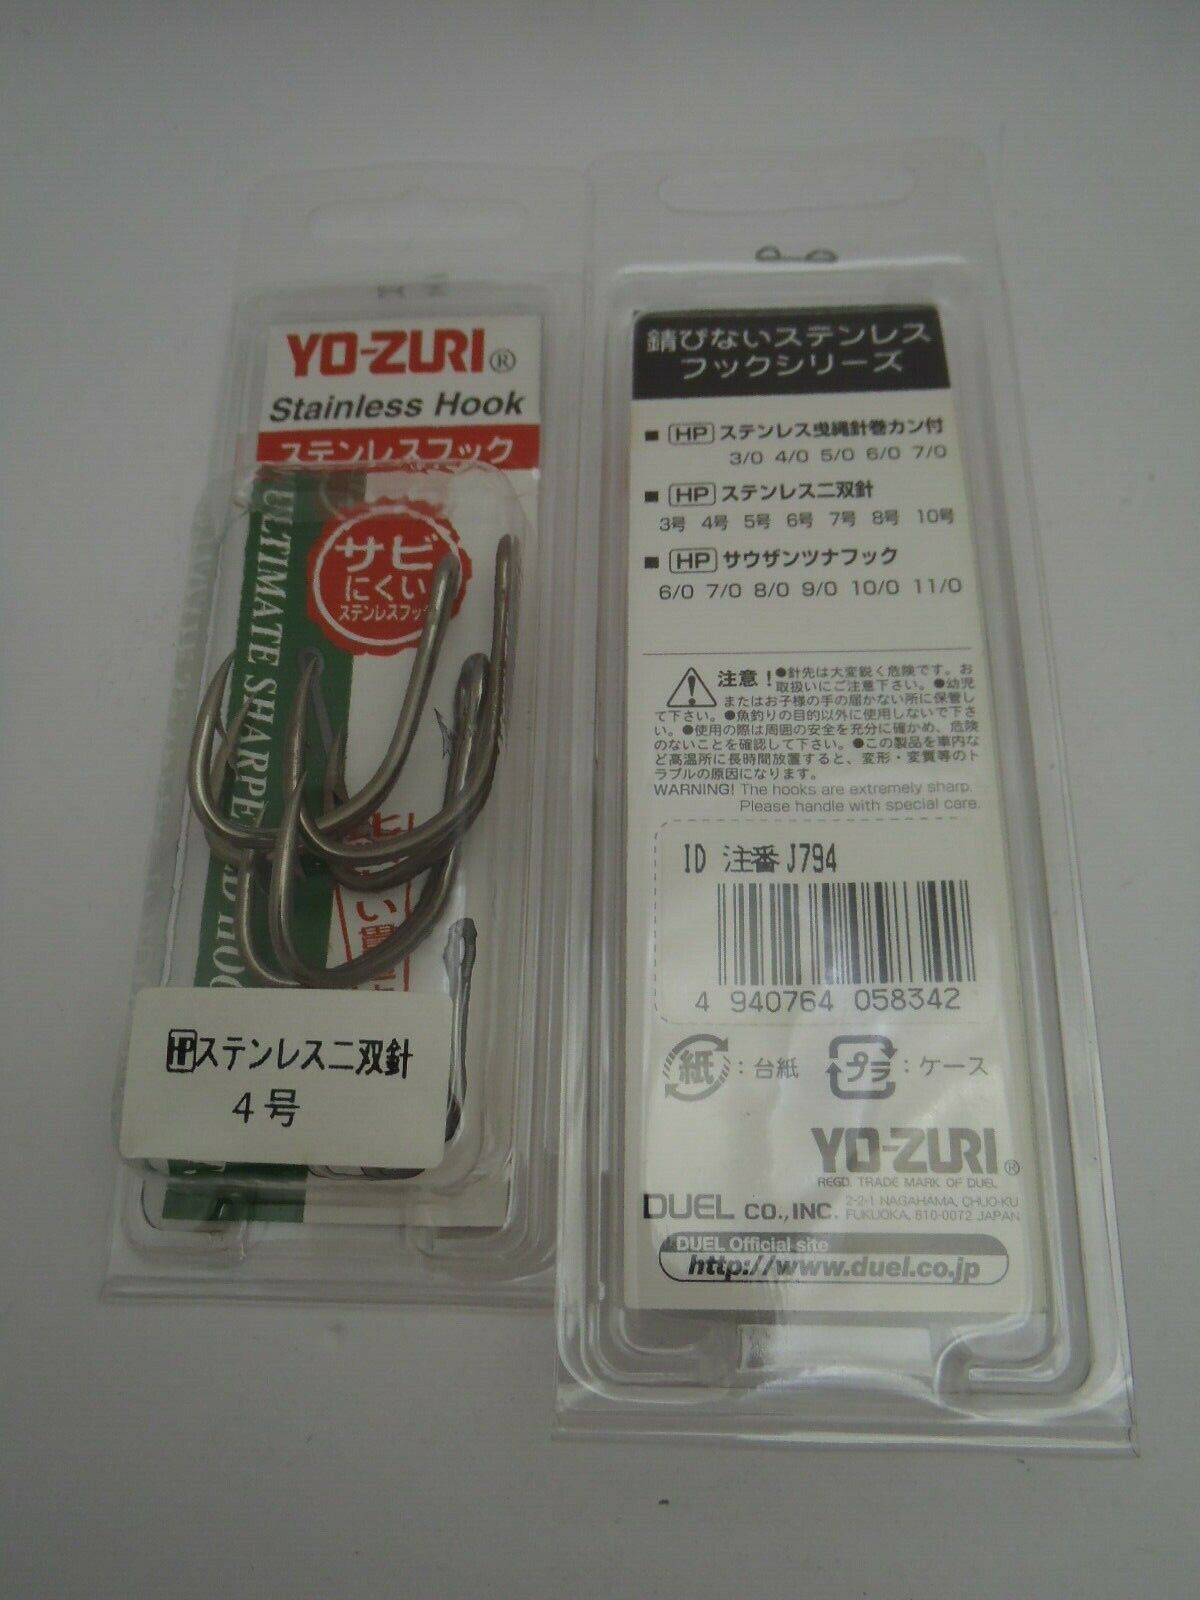 YO-ZURI®
Stainless Hook
ステンレスフック
ULTIMATE SHARPE
サビ
にくい
ステンレスフッ
HPステンレス二双針
4号
錆びないステンレス
フックシリーズ
■ HP ステンレス曳縄針巻カン付
3/0 4/0 5/0 6/0 7/0
■ HP ステンレス二双針
3号 4号 5号 6号 7号 8号 10号
■ HP サウザンツナフック
6/0 7/0 8/0 9/0 10/0 11/0
注意！●針先は大変鋭く危険です。お
取扱いにご注意下さい。●幼児
またはお子様の手の届かない所に保管し
て下さい。●魚釣りの目的以外に使用しないで下さ
い。●使用の際は周囲の安全を充分に確かめ、危険
のないことを確認して下さい。●この製品を車内な
ど高温所に長時間放置すると、変形・変質等のト
ラブルの原因になります。
WARNING! The hooks are extremely sharp.
Please handle with special care.
ID 注番 J794
4 940764 058342
紙：台紙 プラ：ケース
YO-ZURI®
REGD. TRADE MARK OF DUEL
DUEL CO.,INC. 2-2-1 NAGAHAMA, CHUO-KU
FUKUOKA, 810-0072 JAPAN
DUEL Official site
http://www.duel.co.jp